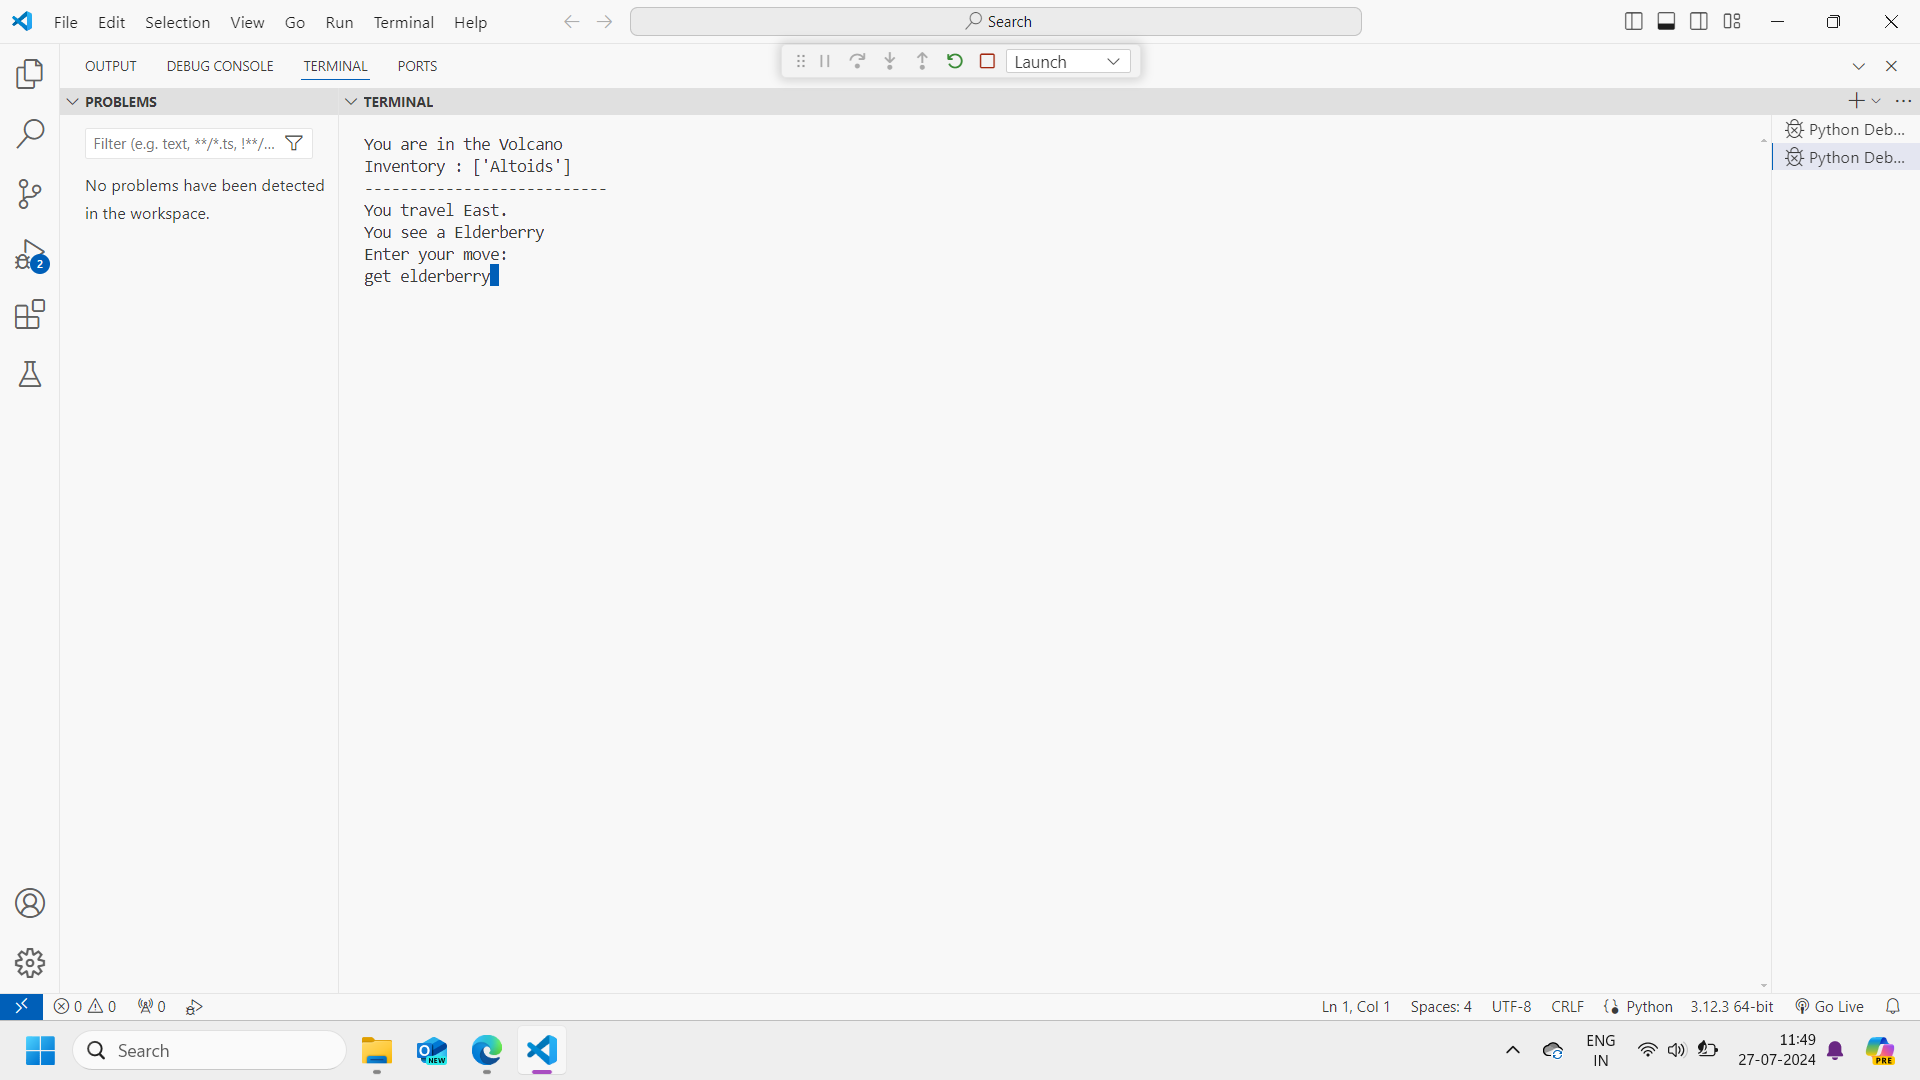 File Edit Selection View Go Run Terminal Help
Search
OUTPUT DEBUG CONSOLE TERMINAL PORTS
Launch
PROBLEMS
TERMINAL
Filter (e.g. text, **/*.ts, !**/...
No problems have been detected
in the workspace.
You are in the Volcano
Inventory : ['Altoids']
---------------------------
You travel East.
You see a Elderberry
Enter your move:
get elderberry
Python Deb...
Python Deb...
2
0 0 0
Ln 1, Col 1 Spaces: 4 UTF-8 CRLF Python 3.12.3 64-bit Go Live
Search
NEW
ENG
IN
11:49
27-07-2024
PRE